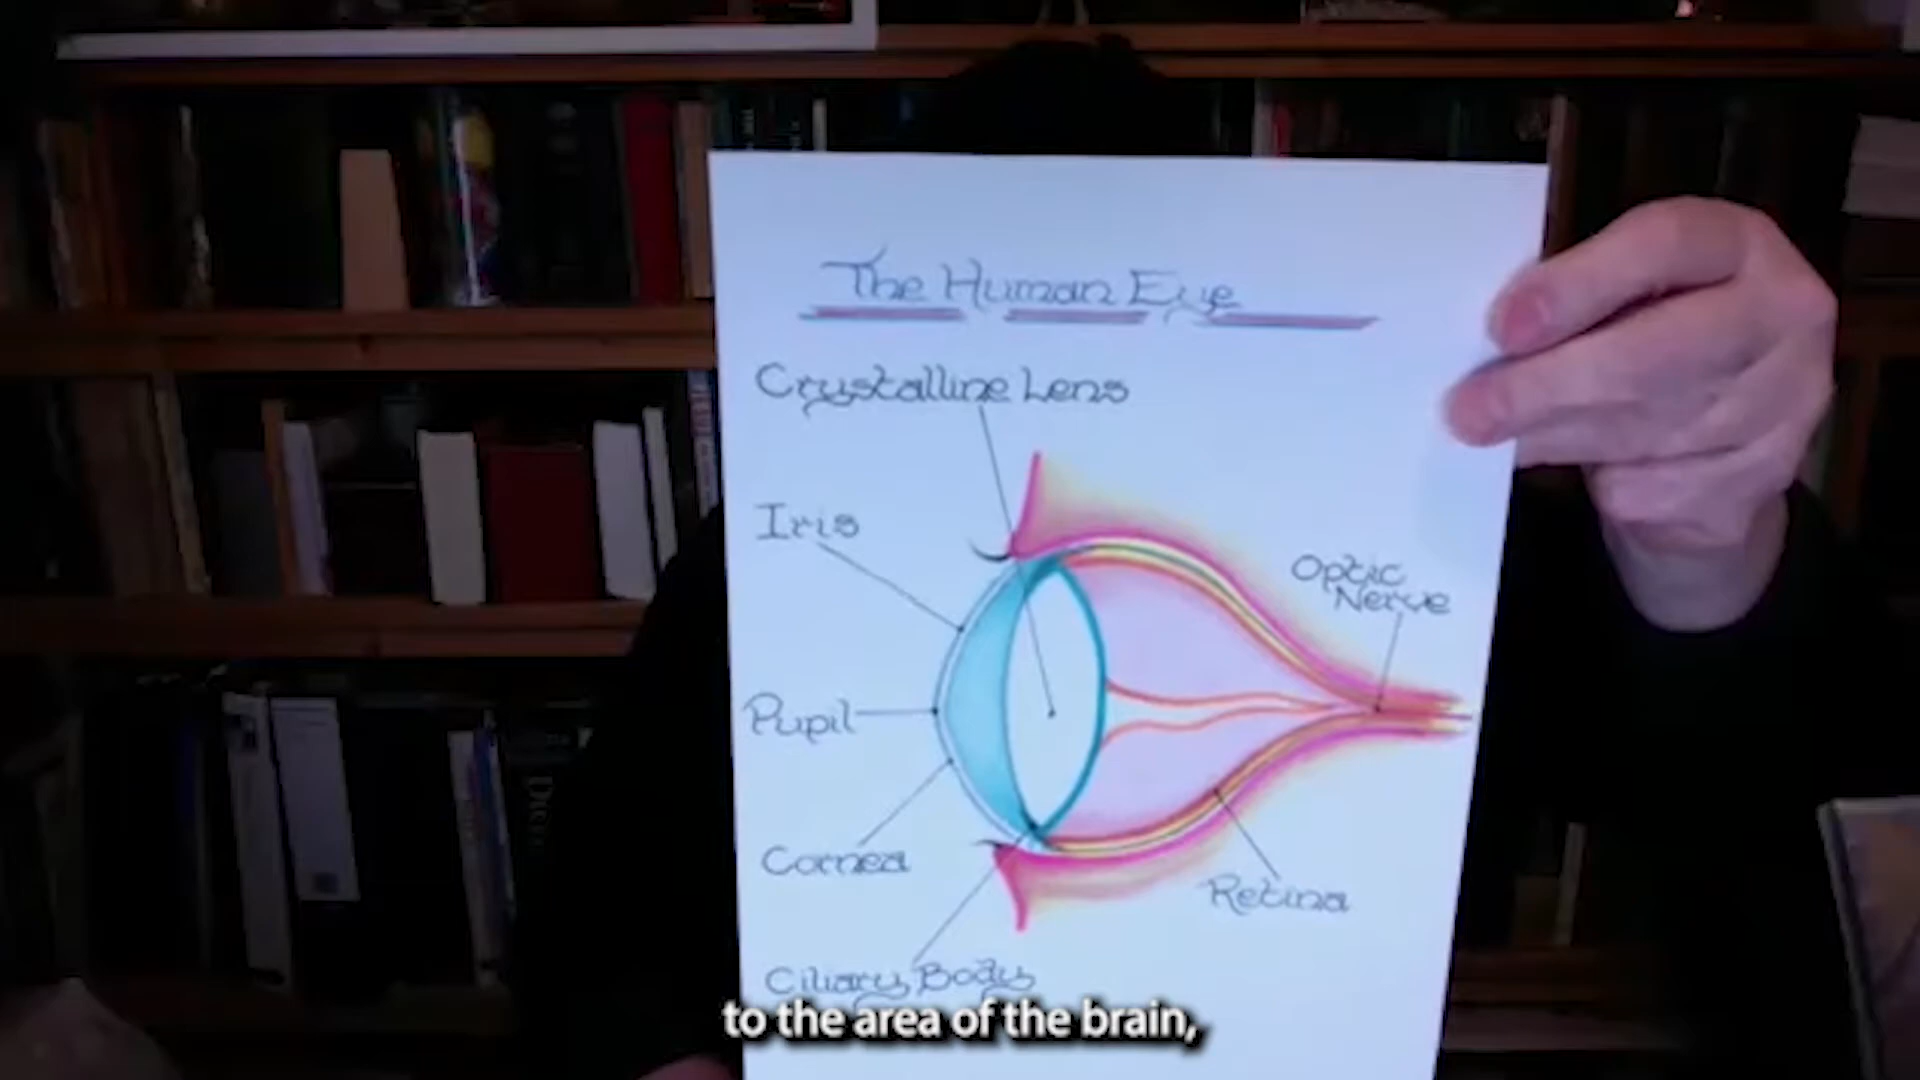 The Human Eye
Crystalline Lens
Iris
Optic
Nerve
Pupil
Cornea
Retina
Ciliary Body
to the area of the brain,